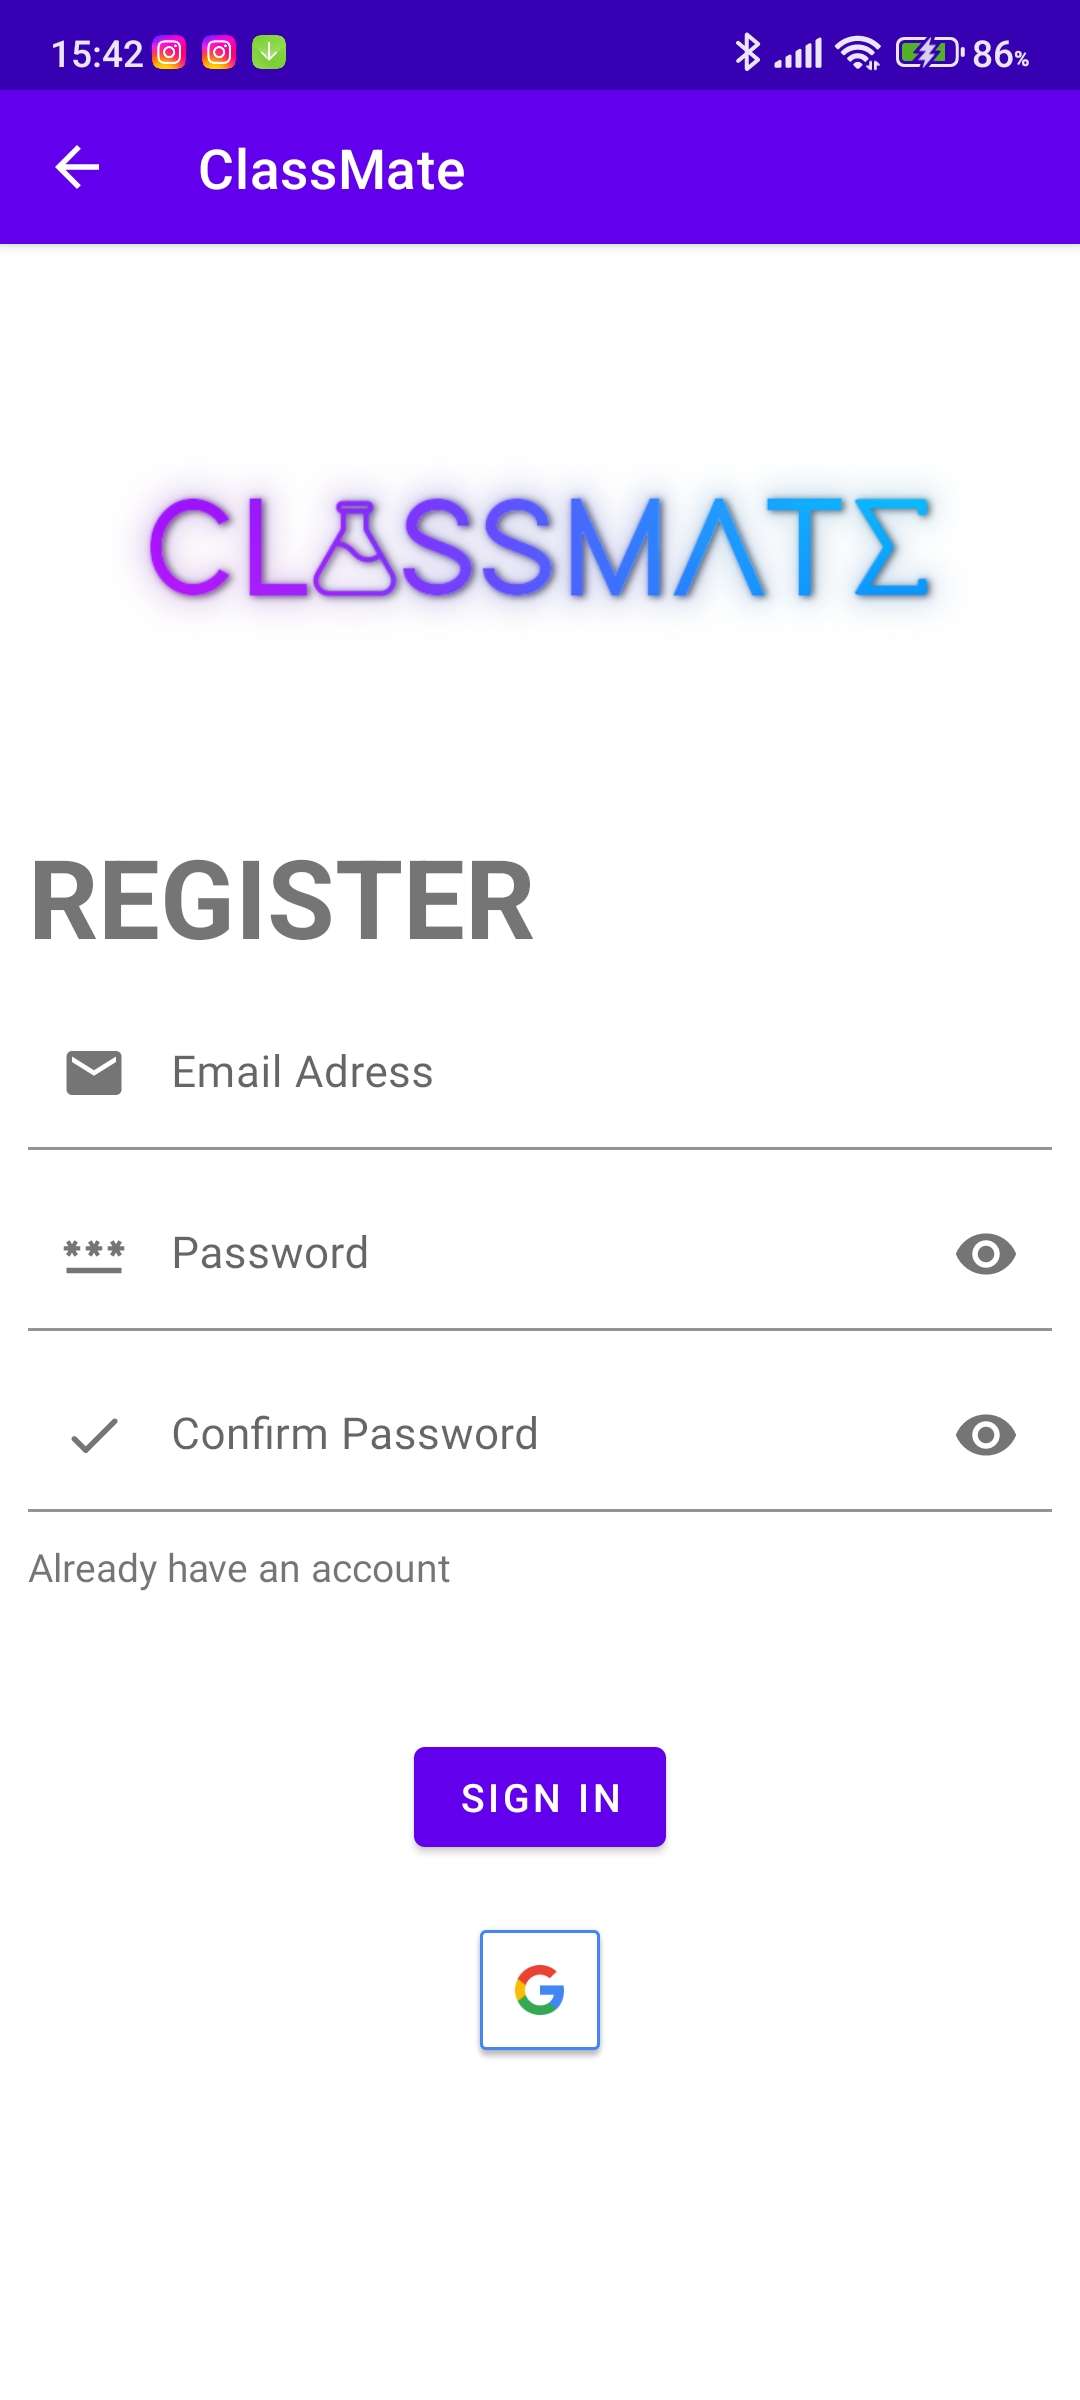 15:42 86%
ClassMate
CLASSMATE
REGISTER
Email Adress
Password
Confirm Password
Already have an account
SIGN IN
G